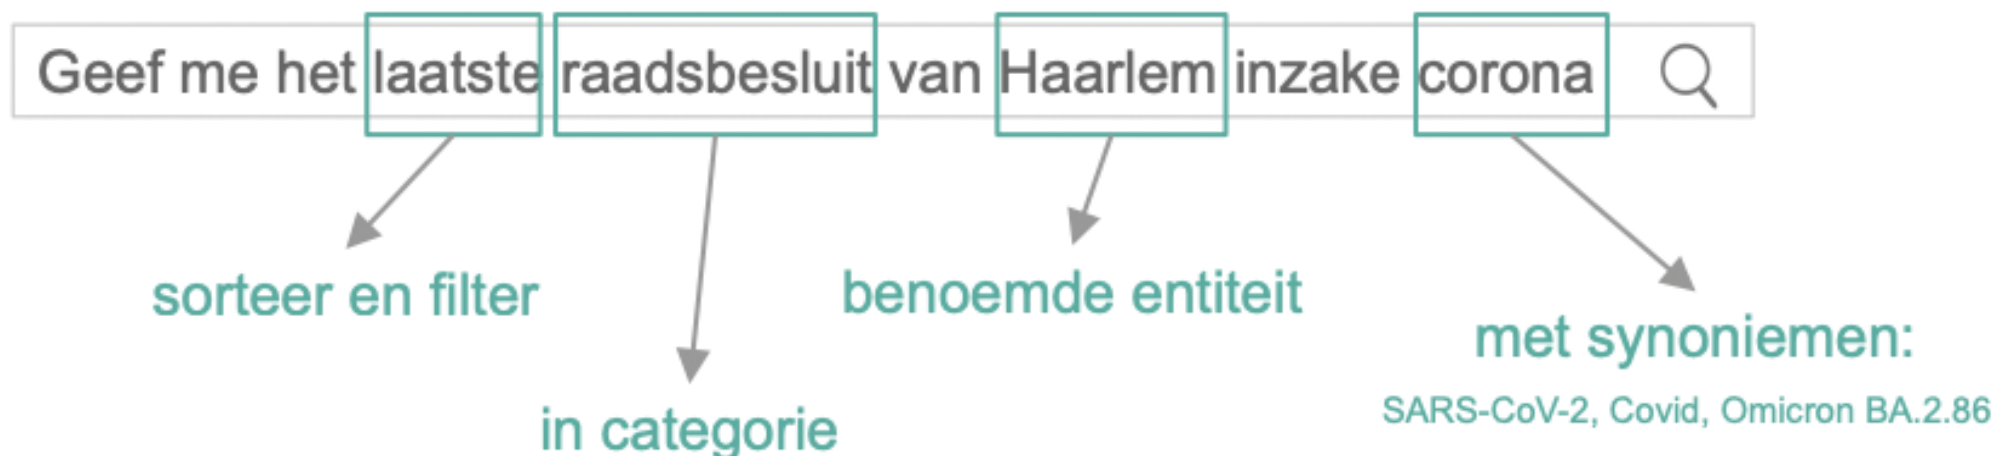 Geef me het laatste raadsbesluit van Haarlem inzake corona
sorteer en filter
benoemde entiteit
met synoniemen:
SARS-CoV-2, Covid, Omicron BA.2.86
in categorie